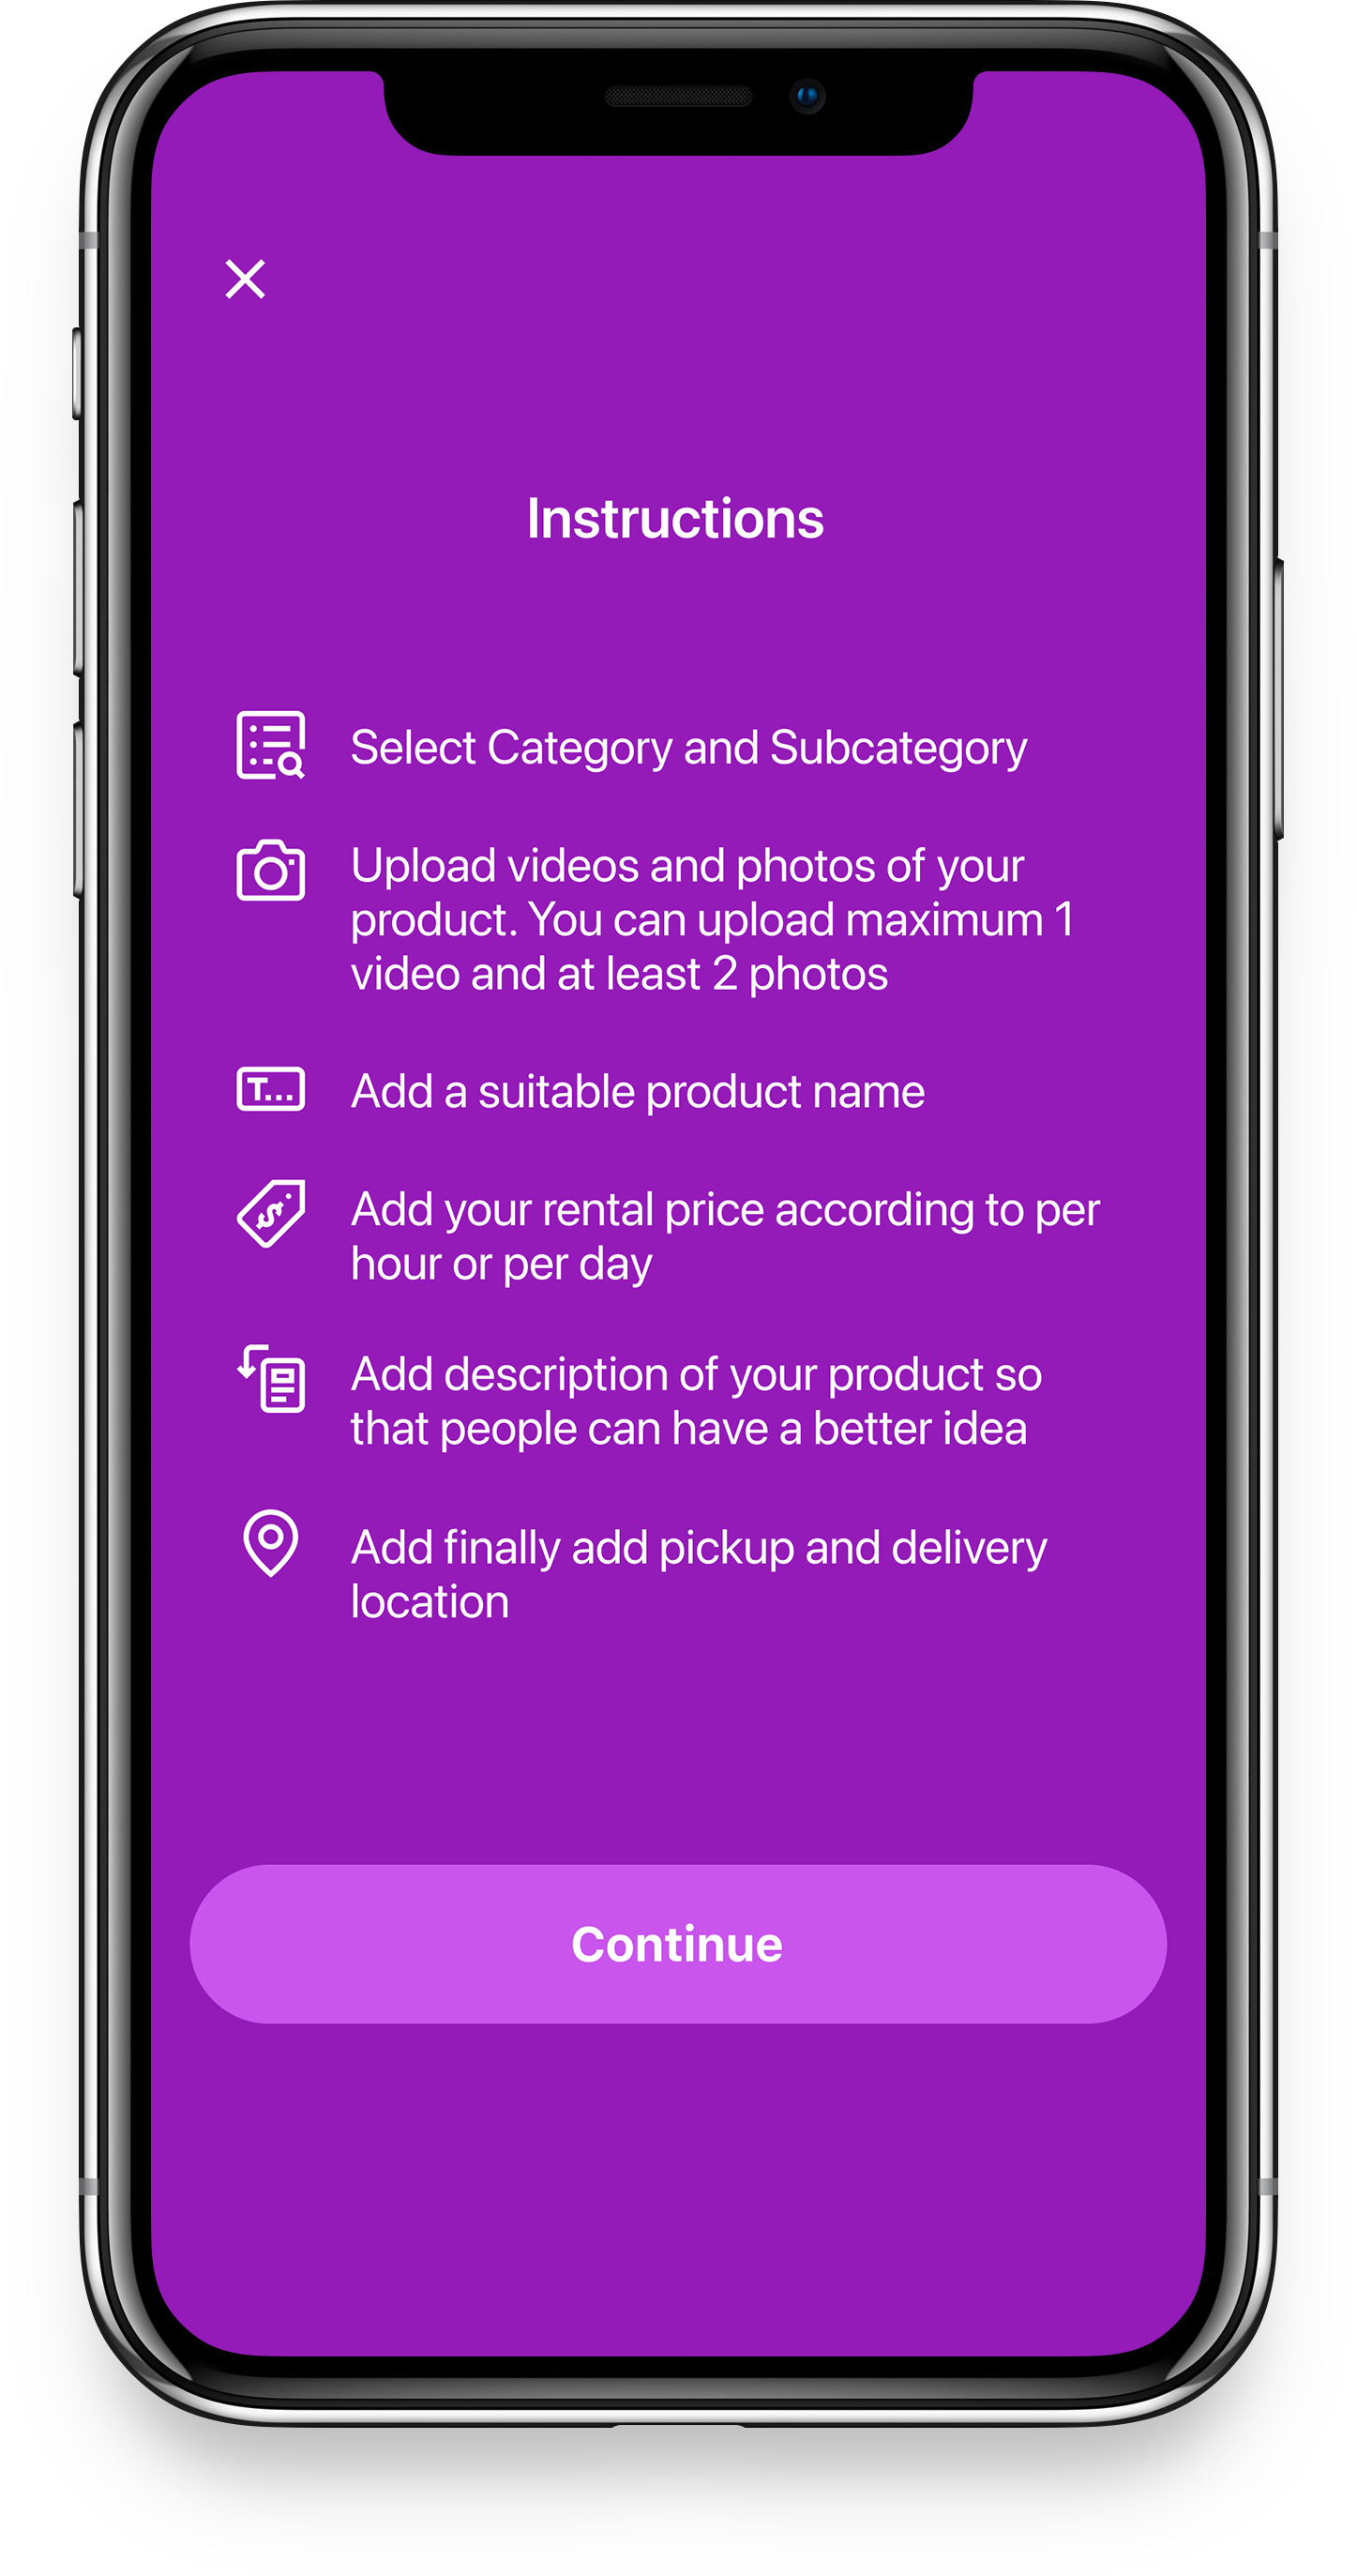 Instructions
Select Category and Subcategory
Upload videos and photos of your
product. You can upload maximum 1
video and at least 2 photos
T...
Add a suitable product name
$
Add your rental price according to per
hour or per day
Add description of your product so
that people can have a better idea
Add finally add pickup and delivery
location
Continue